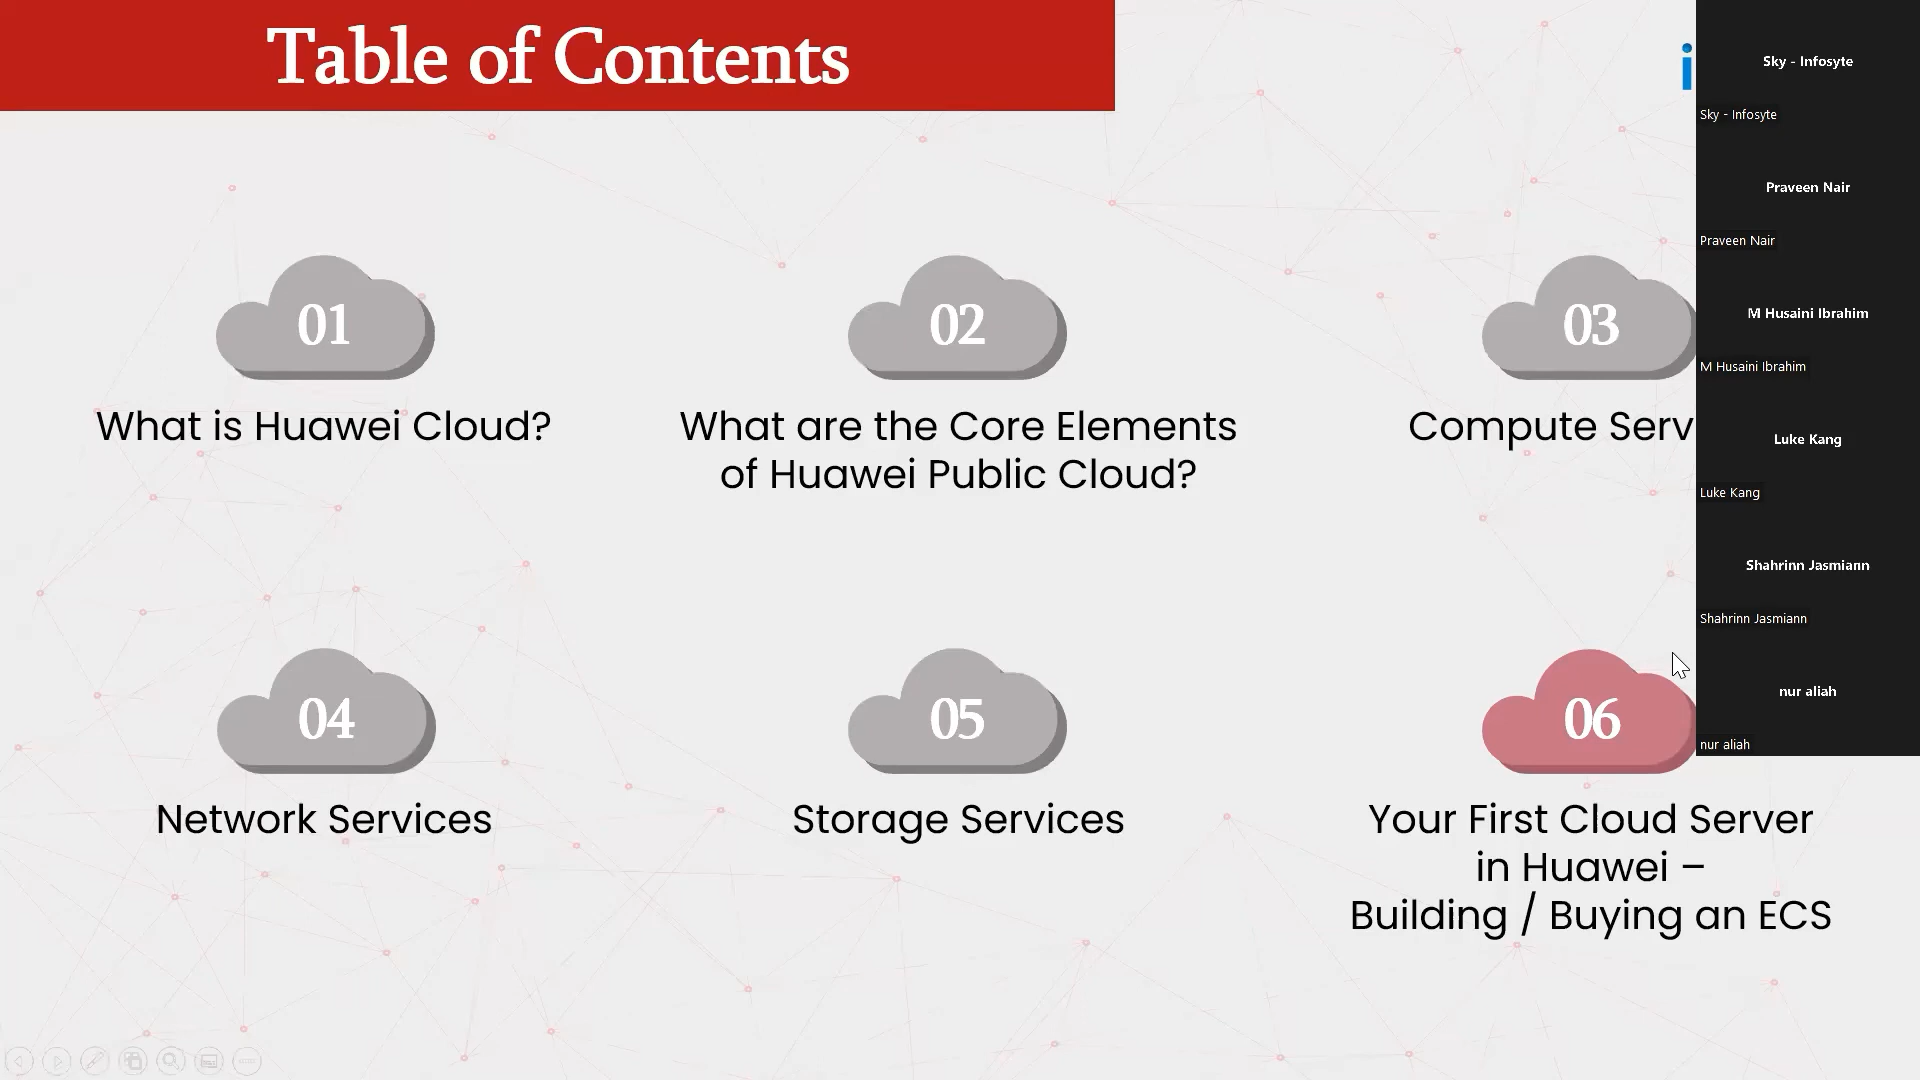 Table of Contents
i
01
What is Huawei Cloud?
02
What are the Core Elements
of Huawei Public Cloud?
03
Compute Serv
04
Network Services
05
Storage Services
06
Your First Cloud Server
in Huawei –
Building / Buying an ECS
Sky - Infosyte
Sky - Infosyte
Praveen Nair
Praveen Nair
M Husaini Ibrahim
M Husaini Ibrahim
Luke Kang
Luke Kang
Shahrinn Jasmiann
Shahrinn Jasmiann
nur aliah
nur aliah